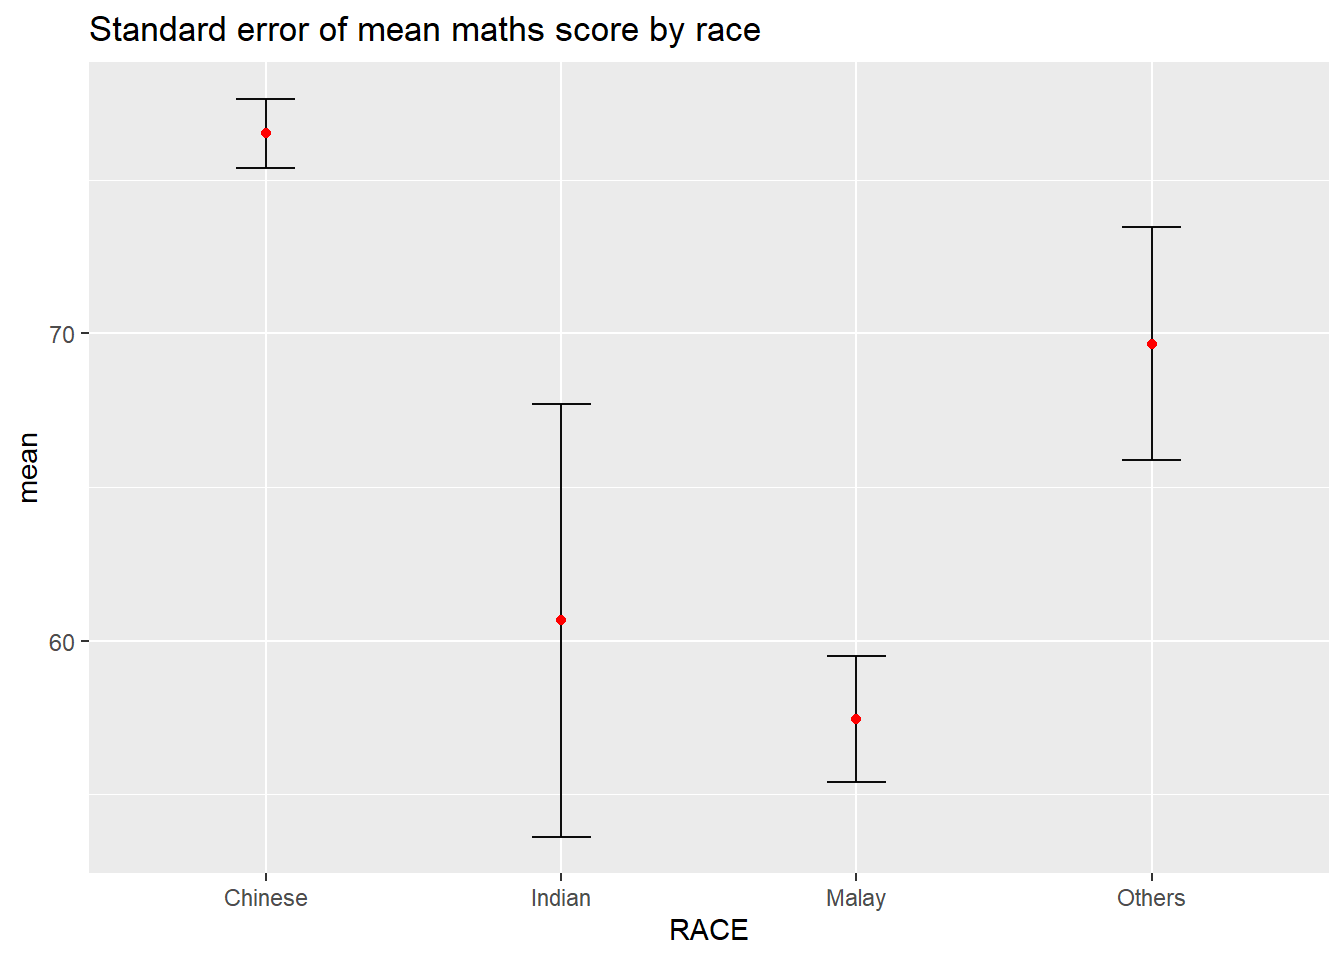 Standard error of mean maths score by race
mean
70
60
Chinese Indian Malay Others
RACE